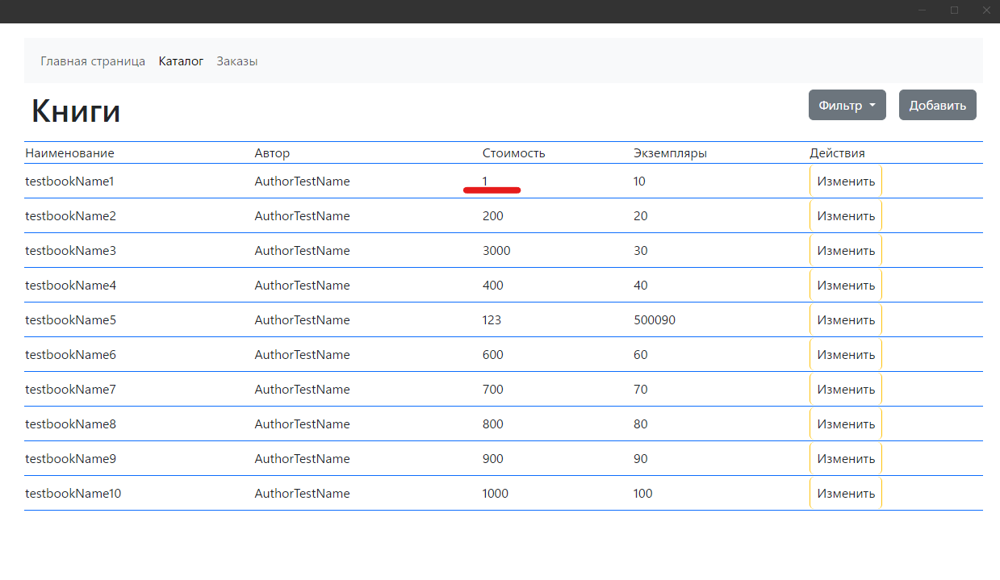 Главная страница Каталог Заказы
Книги
Фильтр Добавить
Наименование Автор Стоимость Экземпляры Действия
testbookName1 AuthorTestName 1 10 Изменить
testbookName2 AuthorTestName 200 20 Изменить
testbookName3 AuthorTestName 3000 30 Изменить
testbookName4 AuthorTestName 400 40 Изменить
testbookName5 AuthorTestName 123 500090 Изменить
testbookName6 AuthorTestName 600 60 Изменить
testbookName7 AuthorTestName 700 70 Изменить
testbookName8 AuthorTestName 800 80 Изменить
testbookName9 AuthorTestName 900 90 Изменить
testbookName10 AuthorTestName 1000 100 Изменить